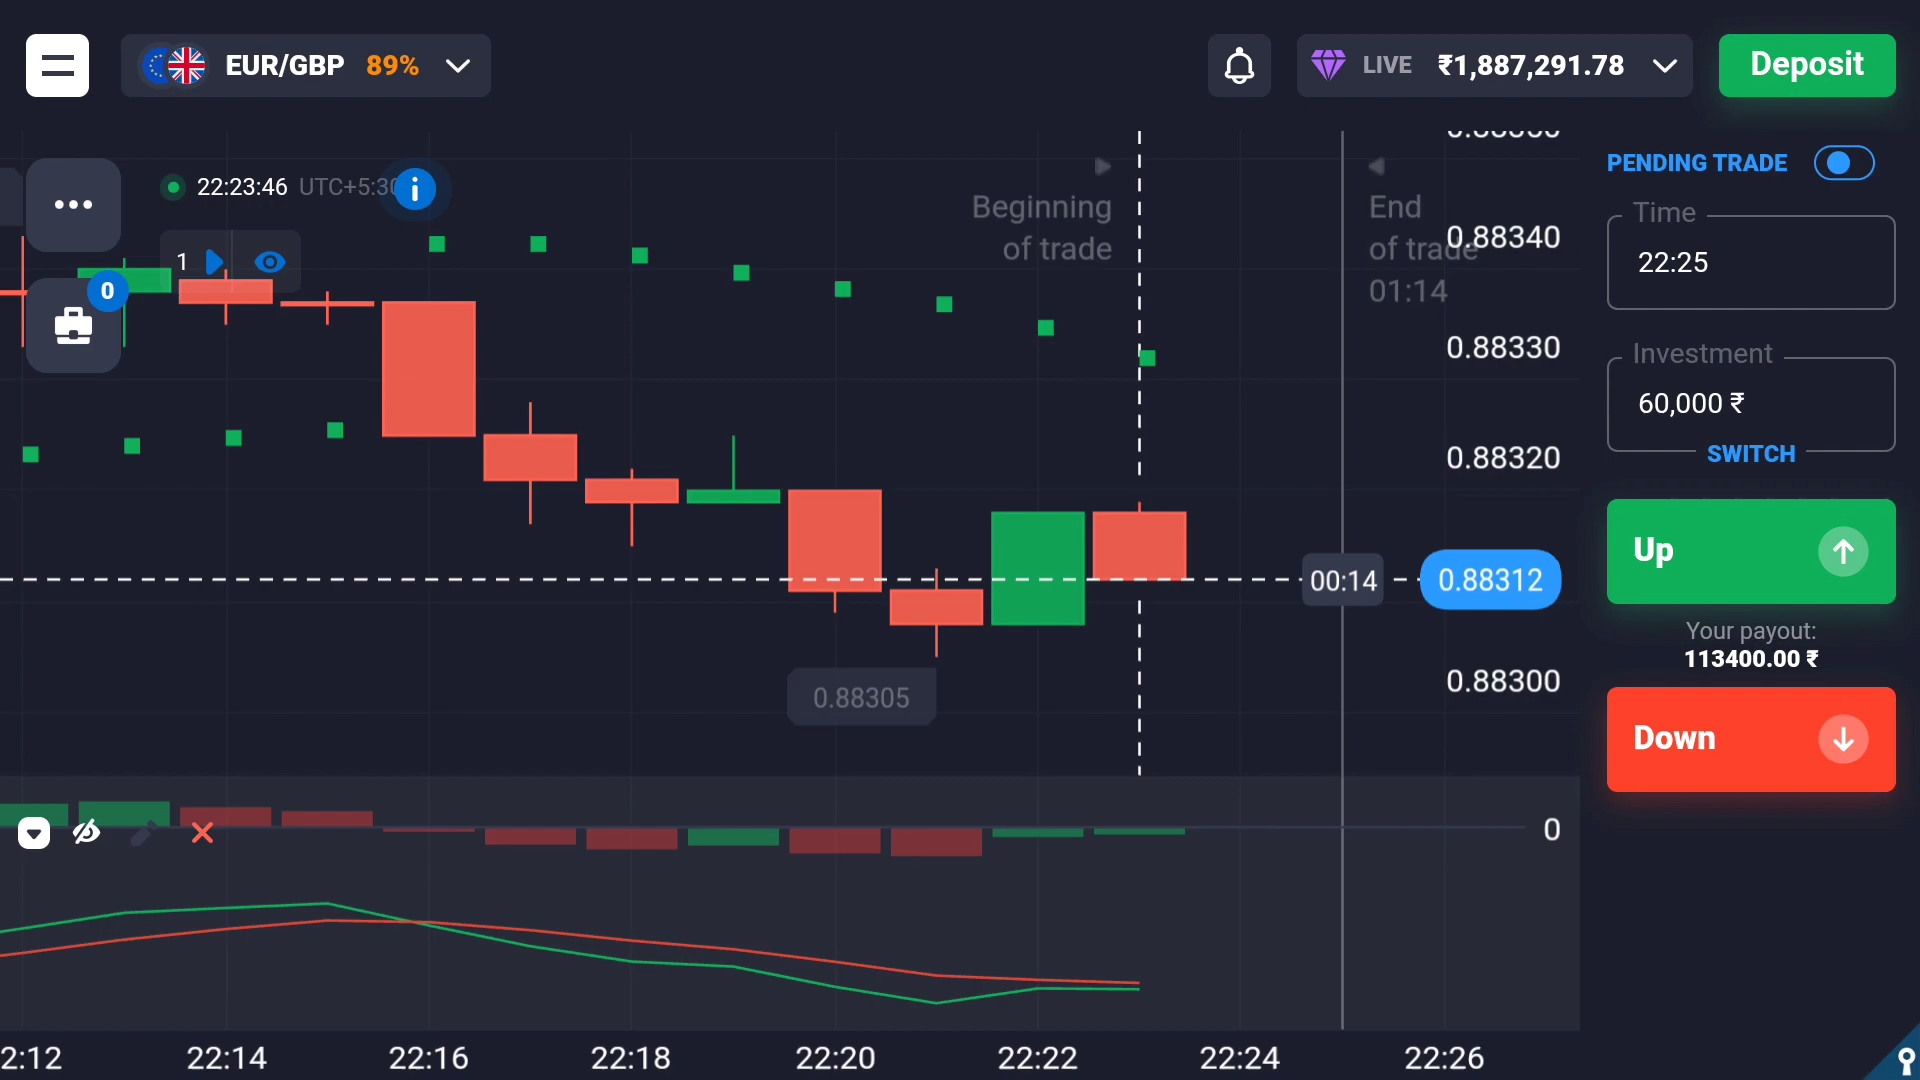 EUR/GBP 89%
LIVE ₹1,887,291.78
Deposit
22:23:46 UTC+5:30
1
0
Beginning
of trade
End
of trade
01:14
0.88340
0.88330
0.88320
00:14
0.88312
0.88305
0.88300
0
2:12
22:14
22:16
22:18
22:20
22:22
22:24
22:26
PENDING TRADE
Time
22:25
Investment
60,000 ₹
SWITCH
Up
Your payout:
113400.00 ₹
Down